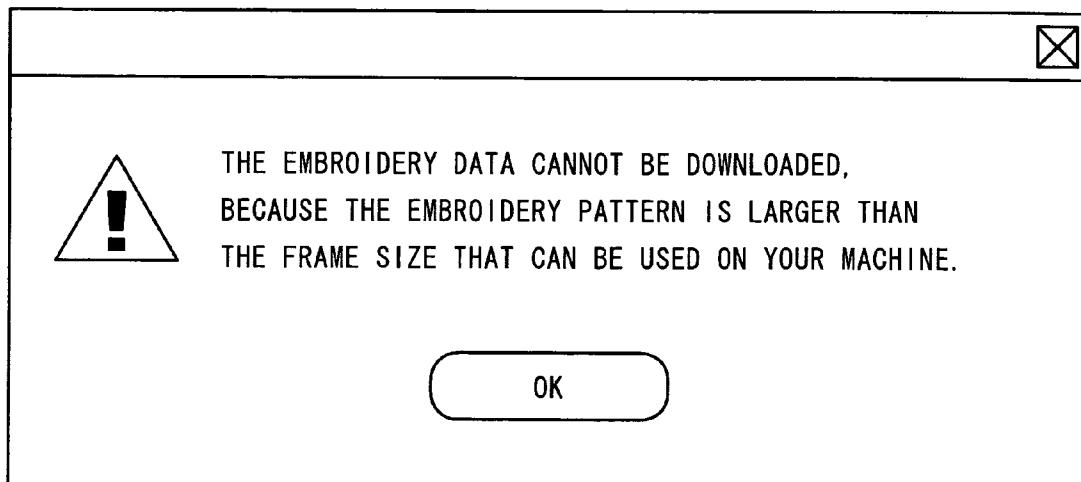 THE EMBROIDERY DATA CANNOT BE DOWNLOADED,
BECAUSE THE EMBROIDERY PATTERN IS LARGER THAN
THE FRAME SIZE THAT CAN BE USED ON YOUR MACHINE.
OK